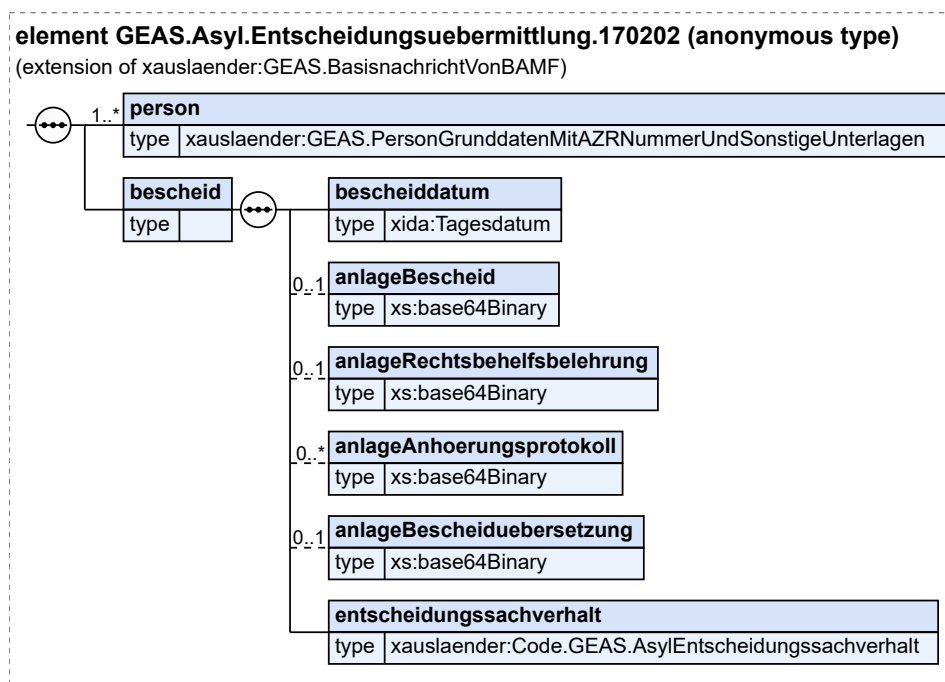 element GEAS.Asyl.Entscheidungsuebermittlung.170202 (anonymous type)
(extension of xauslaender:GEAS.BasisnachrichtVonBAMF)
1..* person
type xauslaender:GEAS.PersonGrunddatenMitAZRNummerUndSonstigeUnterlagen
bescheid
type
bescheiddatum
type xida:Tagesdatum
0..1 anlageBescheid
type xs:base64Binary
0..1 anlageRechtsbehelfsbelehrung
type xs:base64Binary
0..* anlageAnhoerungsprotokoll
type xs:base64Binary
0..1 anlageBescheiduebersetzung
type xs:base64Binary
entscheidungssachverhalt
type xauslaender:Code.GEAS.AsylEntscheidungssachverhalt